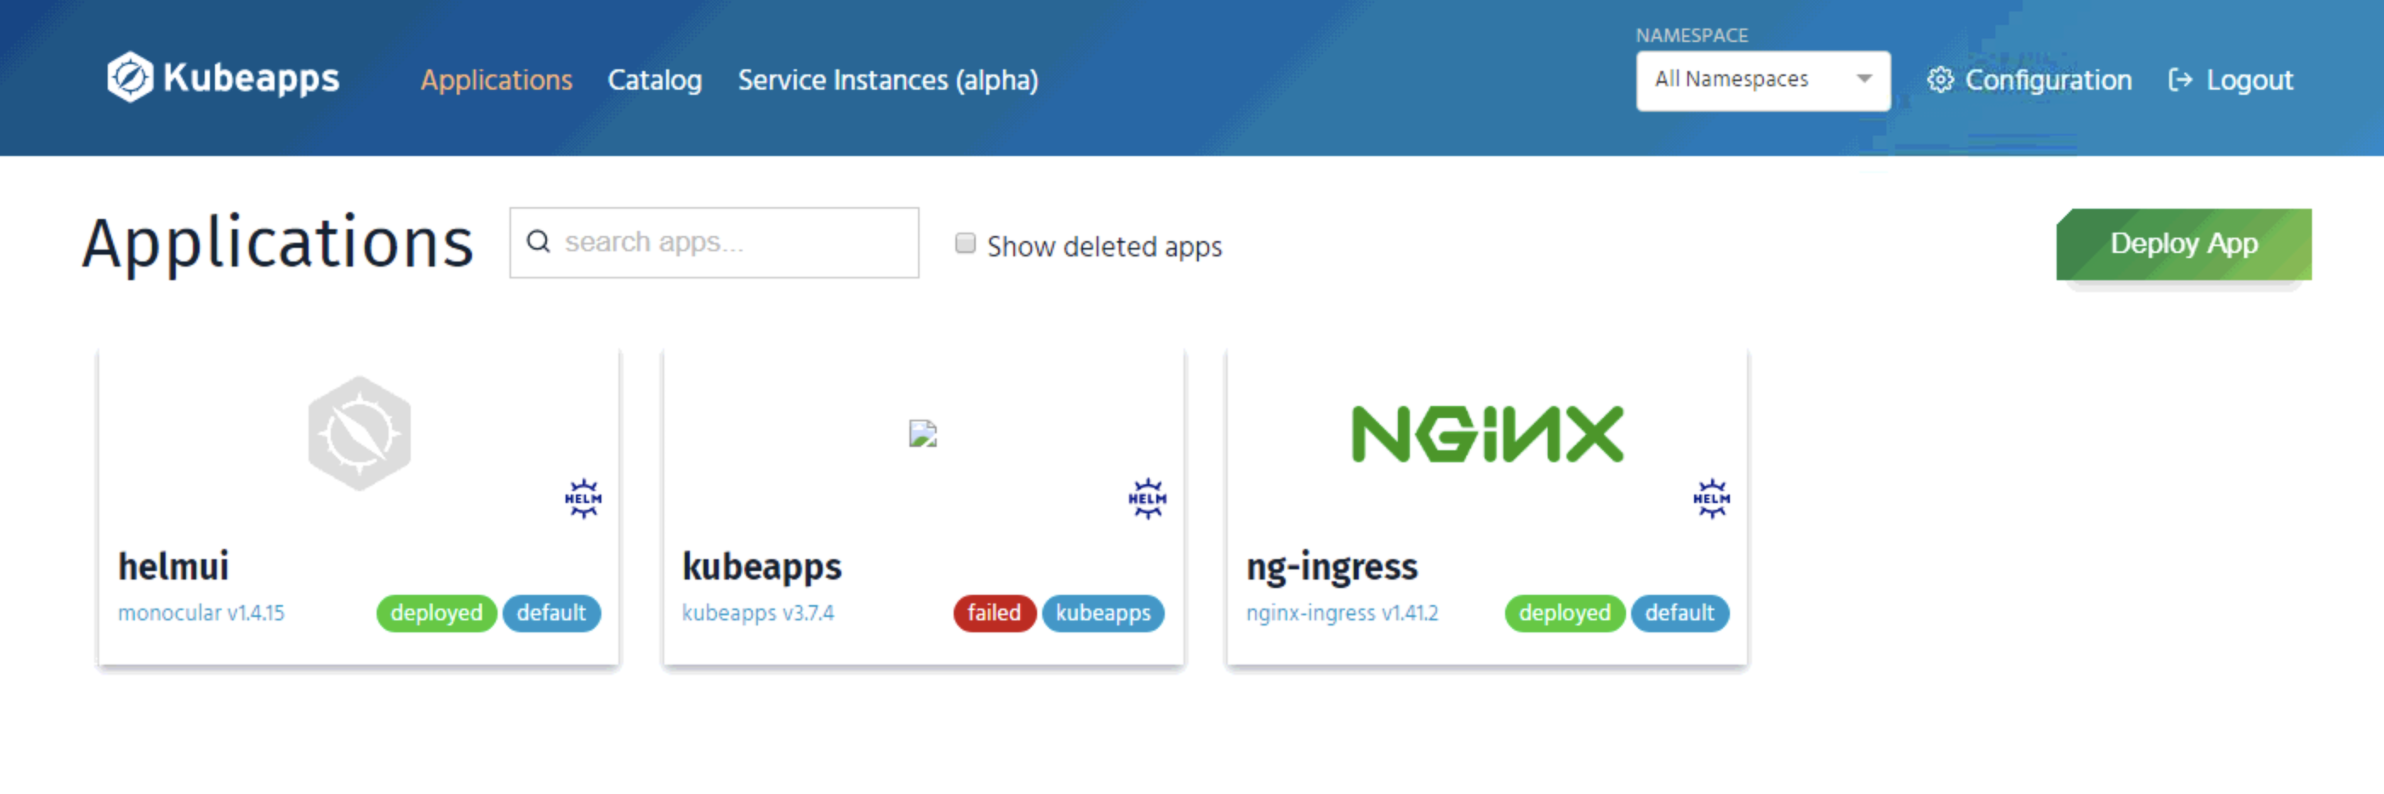 Kubeapps Applications Catalog Service Instances (alpha) NAMESPACE All Namespaces Configuration Logout
Applications search apps... Show deleted apps Deploy App
HELM
helmui
monocular v1.4.15 deployed default
HELM
kubeapps
kubeapps v3.7.4 failed kubeapps
NGINX
HELM
ng-ingress
nginx-ingress v1.41.2 deployed default